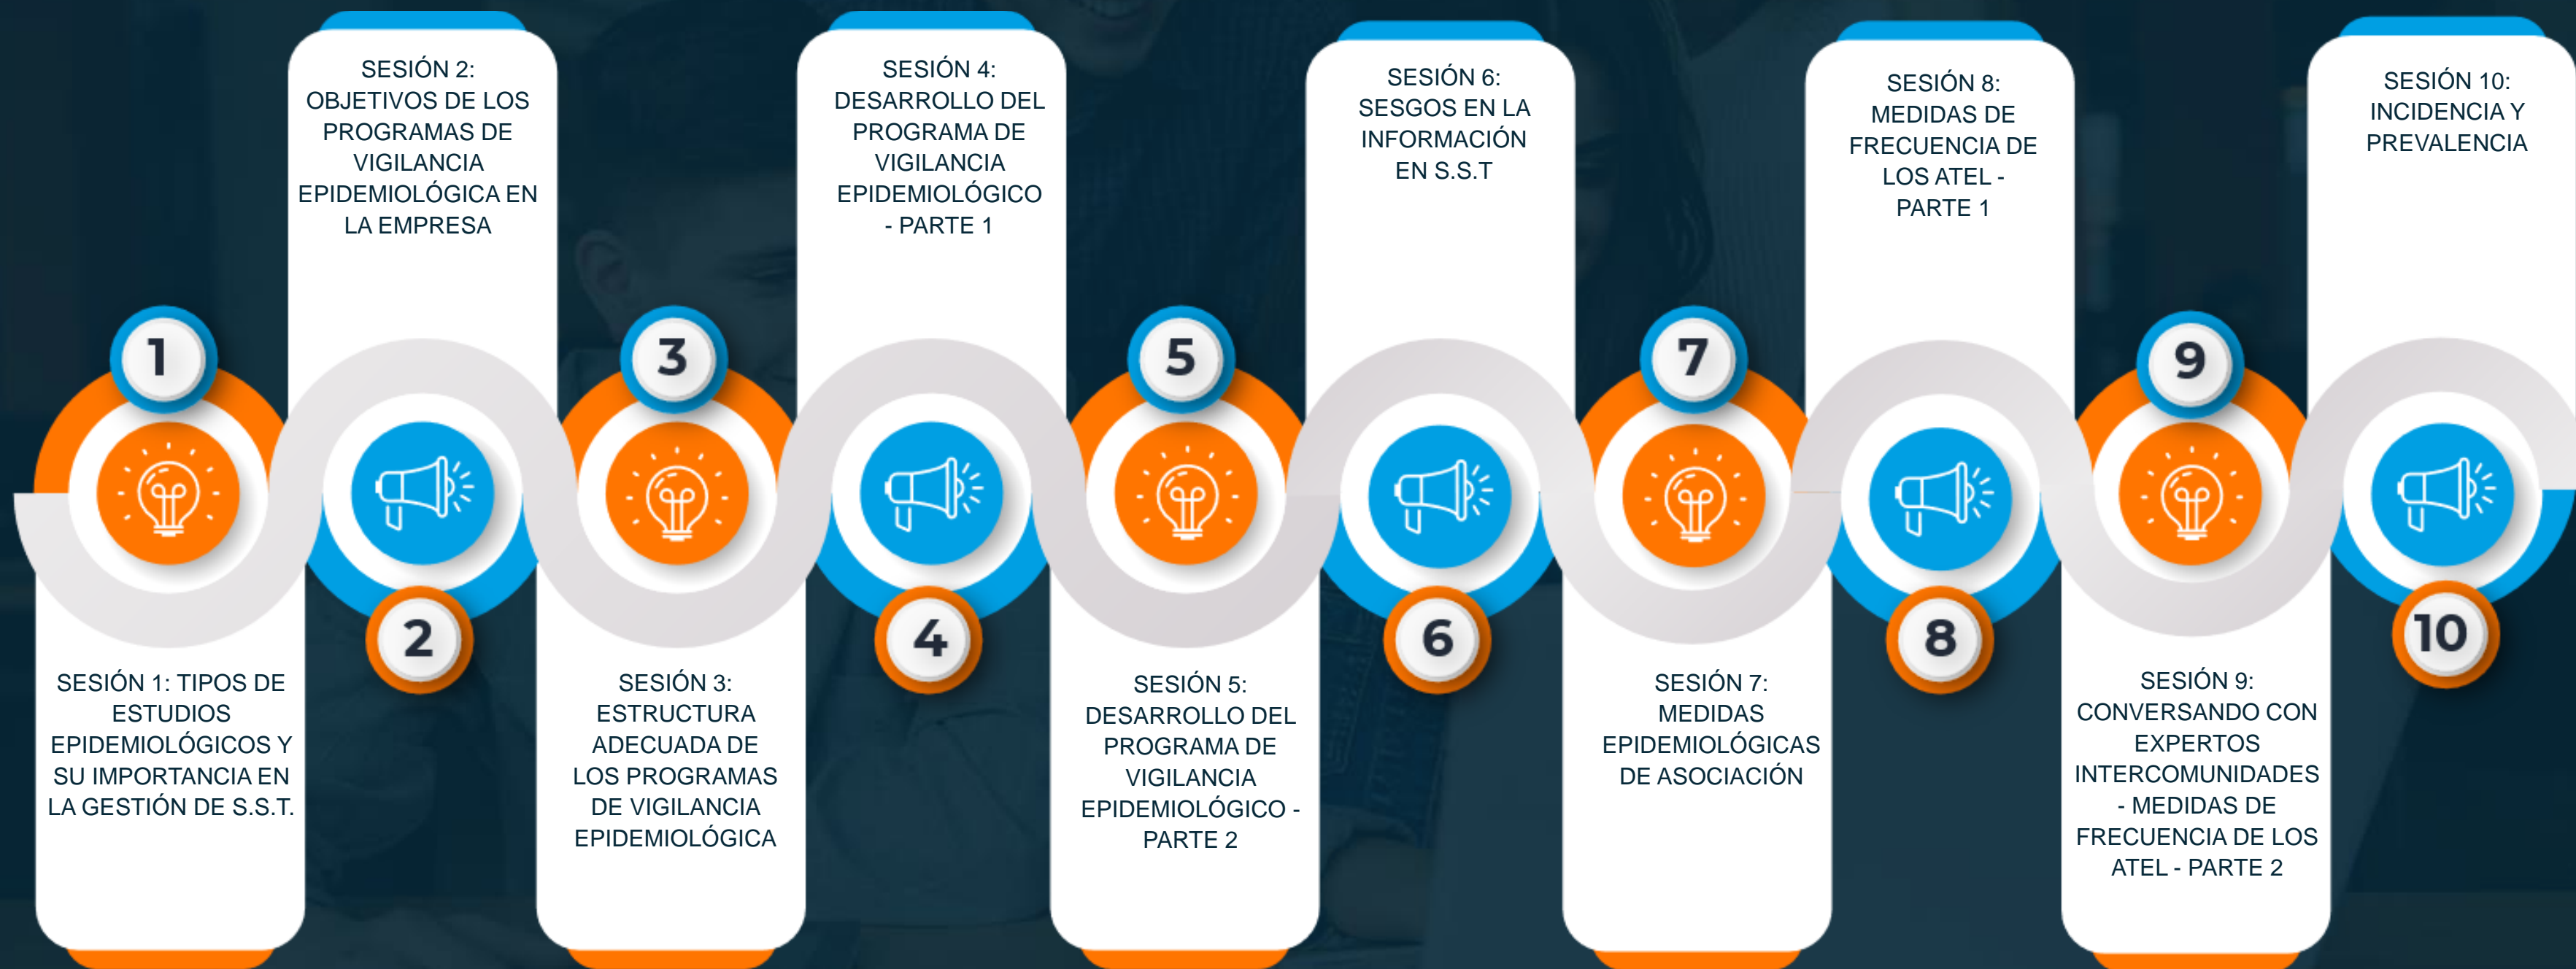 1
SESIÓN 1: TIPOS DE
ESTUDIOS
EPIDEMIOLÓGICOS Y
SU IMPORTANCIA EN
LA GESTIÓN DE S.S.T.
SESIÓN 2:
OBJETIVOS DE LOS
PROGRAMAS DE
VIGILANCIA
EPIDEMIOLÓGICA EN
LA EMPRESA
2
3
SESIÓN 3:
ESTRUCTURA
ADECUADA DE
LOS PROGRAMAS
DE VIGILANCIA
EPIDEMIOLÓGICA
SESIÓN 4:
DESARROLLO DEL
PROGRAMA DE
VIGILANCIA
EPIDEMIOLÓGICO
- PARTE 1
4
5
SESIÓN 5:
DESARROLLO DEL
PROGRAMA DE
VIGILANCIA
EPIDEMIOLÓGICO -
PARTE 2
SESIÓN 6:
SESGOS EN LA
INFORMACIÓN
EN S.S.T
6
7
SESIÓN 7:
MEDIDAS
EPIDEMIOLÓGICAS
DE ASOCIACIÓN
SESIÓN 8:
MEDIDAS DE
FRECUENCIA DE
LOS ATEL -
PARTE 1
8
9
SESIÓN 9:
CONVERSANDO CON
EXPERTOS
INTERCOMUNIDADES
- MEDIDAS DE
FRECUENCIA DE LOS
ATEL - PARTE 2
SESIÓN 10:
INCIDENCIA Y
PREVALENCIA
10